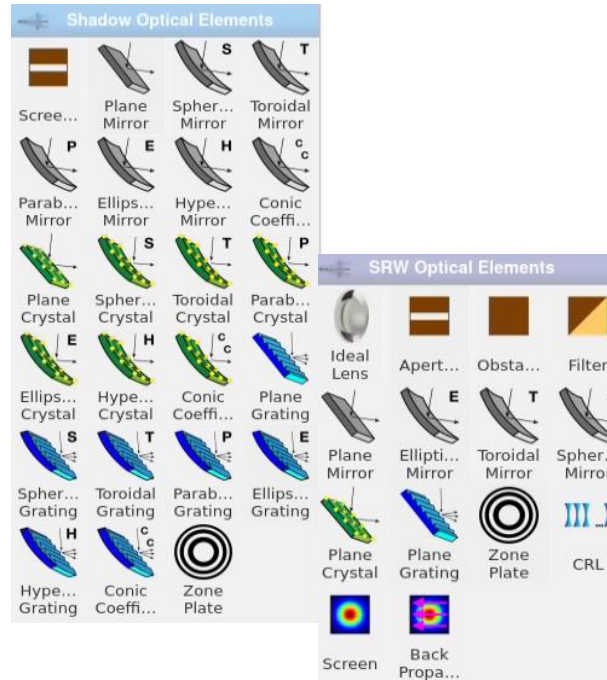 Shadow Optical Elements
S
T
Scree...
Plane
Mirror
Spher...
Mirror
Toroidal
Mirror
P
E
H
C
C
Parab...
Mirror
Ellips...
Mirror
Hype...
Mirror
Conic
Coeffi...
S
T
P
Plane
Crystal
Spher...
Crystal
Toroidal
Crystal
Parab...
Crystal
E
H
C
C
Ellips...
Crystal
Hype...
Crystal
Conic
Coeffi...
Plane
Grating
S
T
P
E
Spher...
Grating
Toroidal
Grating
Parab...
Grating
Ellips...
Grating
H
C
C
Hype...
Grating
Conic
Coeffi...
Zone
Plate
SRW Optical Elements
Ideal
Lens
Apert...
Obsta...
Filter
E
T
Plane
Mirror
Ellipti...
Mirror
Toroidal
Mirror
Spher...
Mirror
Plane
Crystal
Plane
Grating
Zone
Plate
CRL
Screen
Back
Propa...